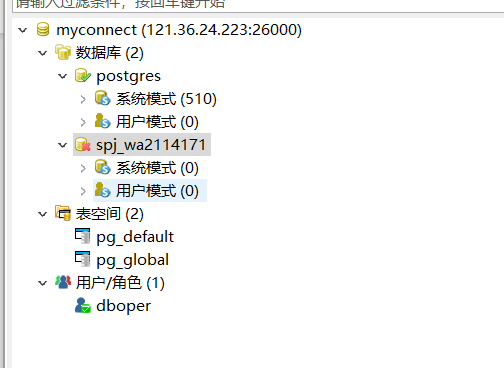 请输入过滤条件，按回车键开始
myconnect (121.36.24.223:26000)
数据库 (2)
postgres
系统模式 (510)
用户模式 (0)
spj_wa2114171
系统模式 (0)
用户模式 (0)
表空间 (2)
pg_default
pg_global
用户/角色 (1)
dboper